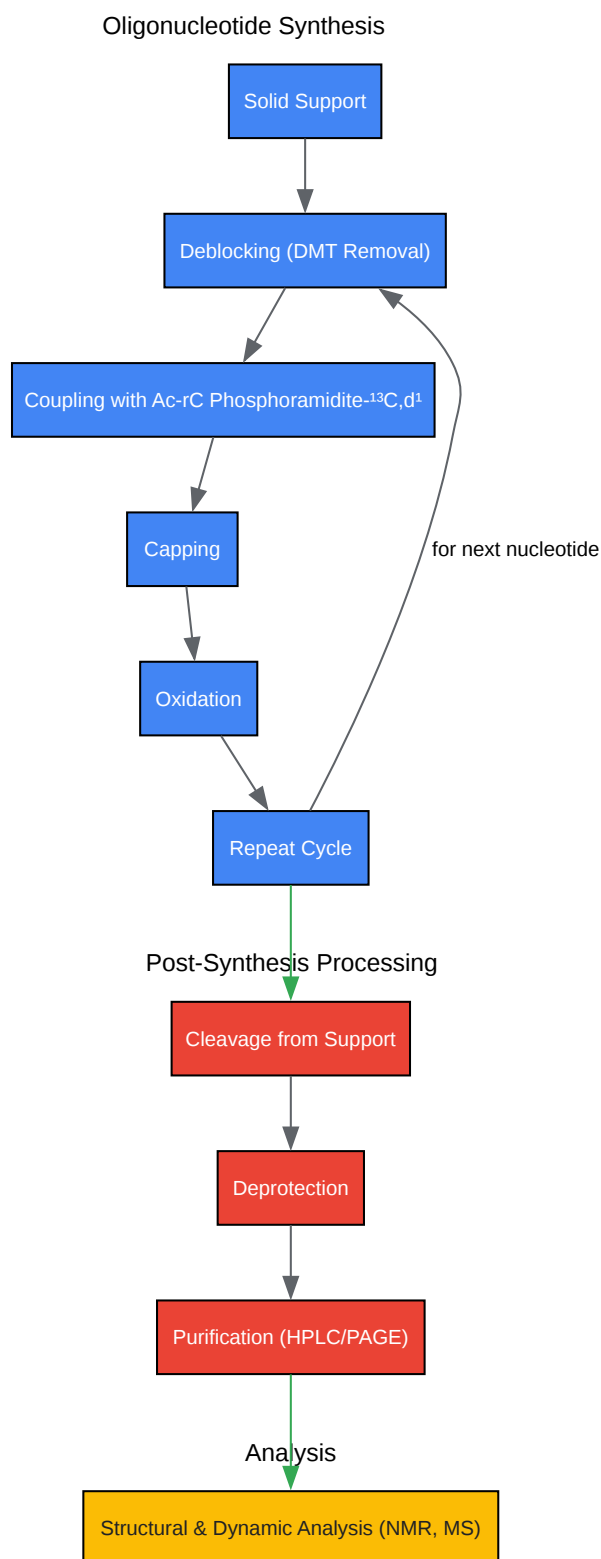 Oligonucleotide Synthesis
Solid Support
Deblocking (DMT Removal)
Coupling with Ac-rC Phosphoramidite-¹³C,d¹
Capping
for next nucleotide
Oxidation
Repeat Cycle
Post-Synthesis Processing
Cleavage from Support
Deprotection
Purification (HPLC/PAGE)
Analysis
Structural & Dynamic Analysis (NMR, MS)